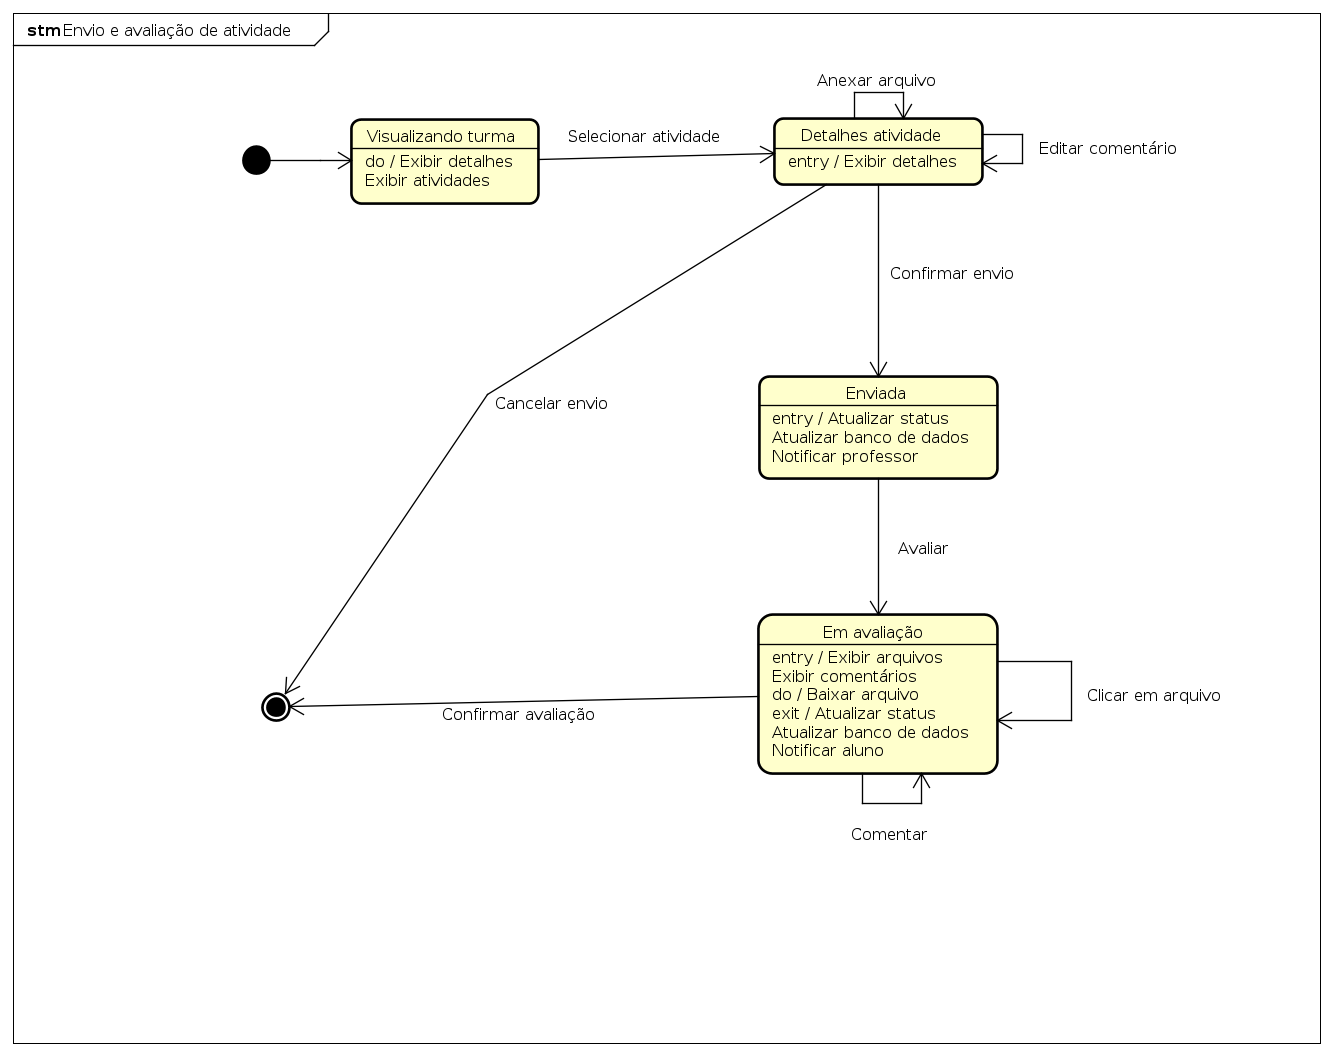 stm Envio e avaliação de atividade
Anexar arquivo
Visualizando turma
do / Exibir detalhes
Exibir atividades
Selecionar atividade
Detalhes atividade
entry / Exibir detalhes
Editar comentário
Confirmar envio
Cancelar envio
Enviada
entry / Atualizar status
Atualizar banco de dados
Notificar professor
Avaliar
Em avaliação
entry / Exibir arquivos
Exibir comentários
do / Baixar arquivo
exit / Atualizar status
Atualizar banco de dados
Notificar aluno
Clicar em arquivo
Confirmar avaliação
Comentar